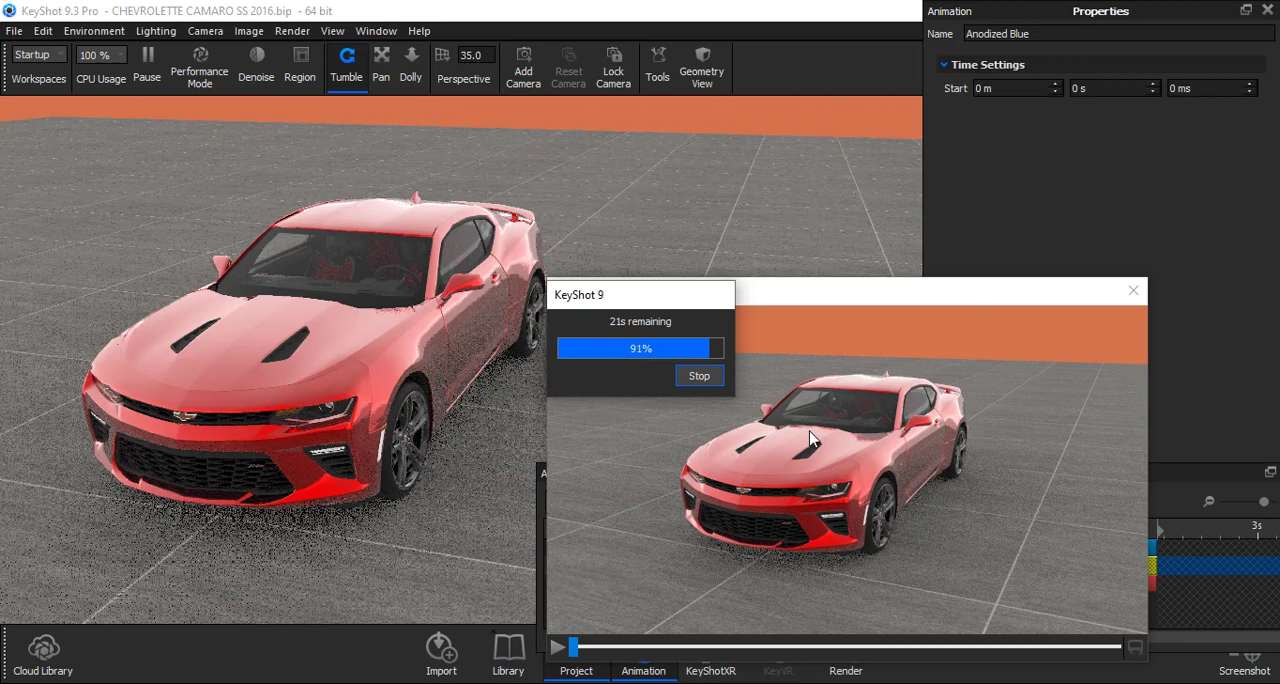 KeyShot 9.3 Pro - CHEVROLETTE CAMARO SS 2016.bip - 64 bit
File Edit Environment Lighting Camera Image Render View Window Help
Startup
Workspaces
100 %
CPU Usage
Pause
Performance
Mode
Denoise
Region
Tumble
Pan
Dolly
35.0
Perspective
Add
Camera
Reset
Camera
Lock
Camera
Tools
Geometry
View
Animation
Properties
Name Anodized Blue
Time Settings
Start 0 m 0 s 0 ms
KeyShot 9
21s remaining
91%
Stop
3s
Cloud Library
Import
Library
Project
Animation
KeyShotXR
KeyVR
Render
Screenshot